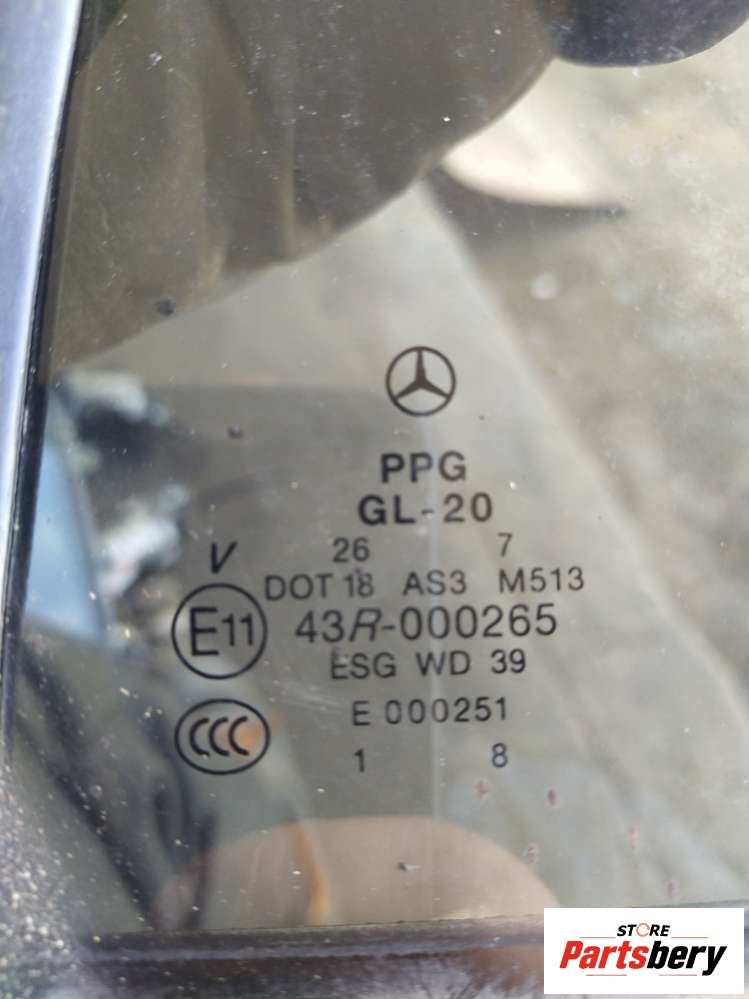 PPG
GL-20
26 7
V
DOT 18 AS3 M513
E11 43R-000265
ESG WD 39
CCC E 000251
1 8
STORE
Partsbery